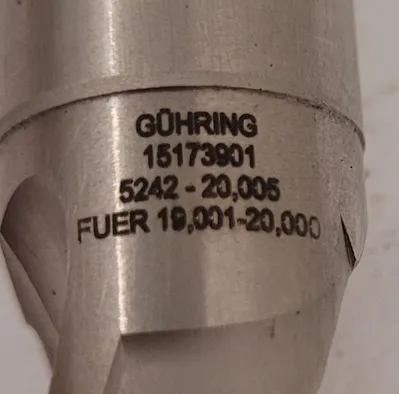 GÜHRING
15173901
5242 - 20,005
FUER 19,001-20,000